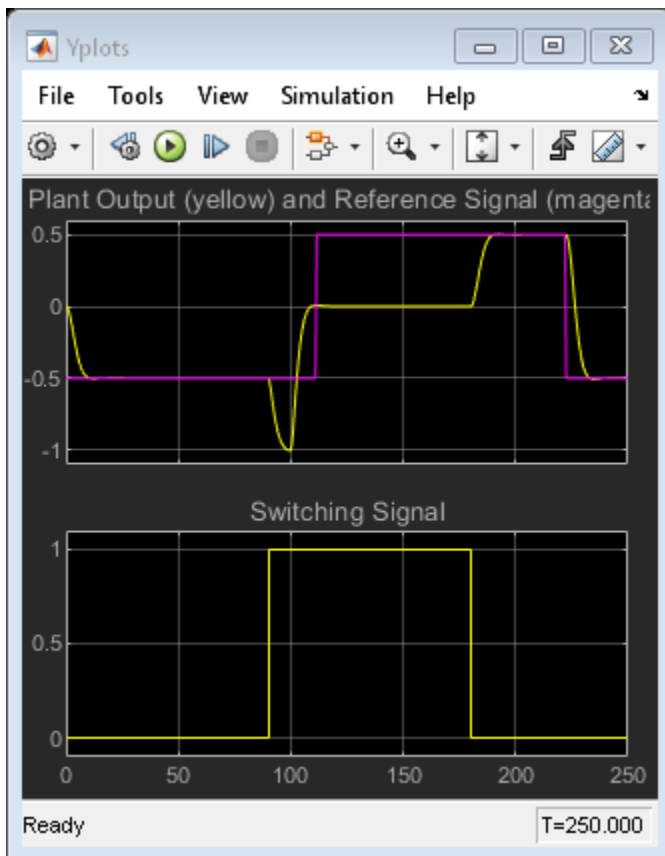 Yplots
File Tools View Simulation Help
Plant Output (yellow) and Reference Signal (magenta
0.5
0
-0.5
-1
Switching Signal
1
0.5
0
0 50 100 150 200 250
Ready T=250.000